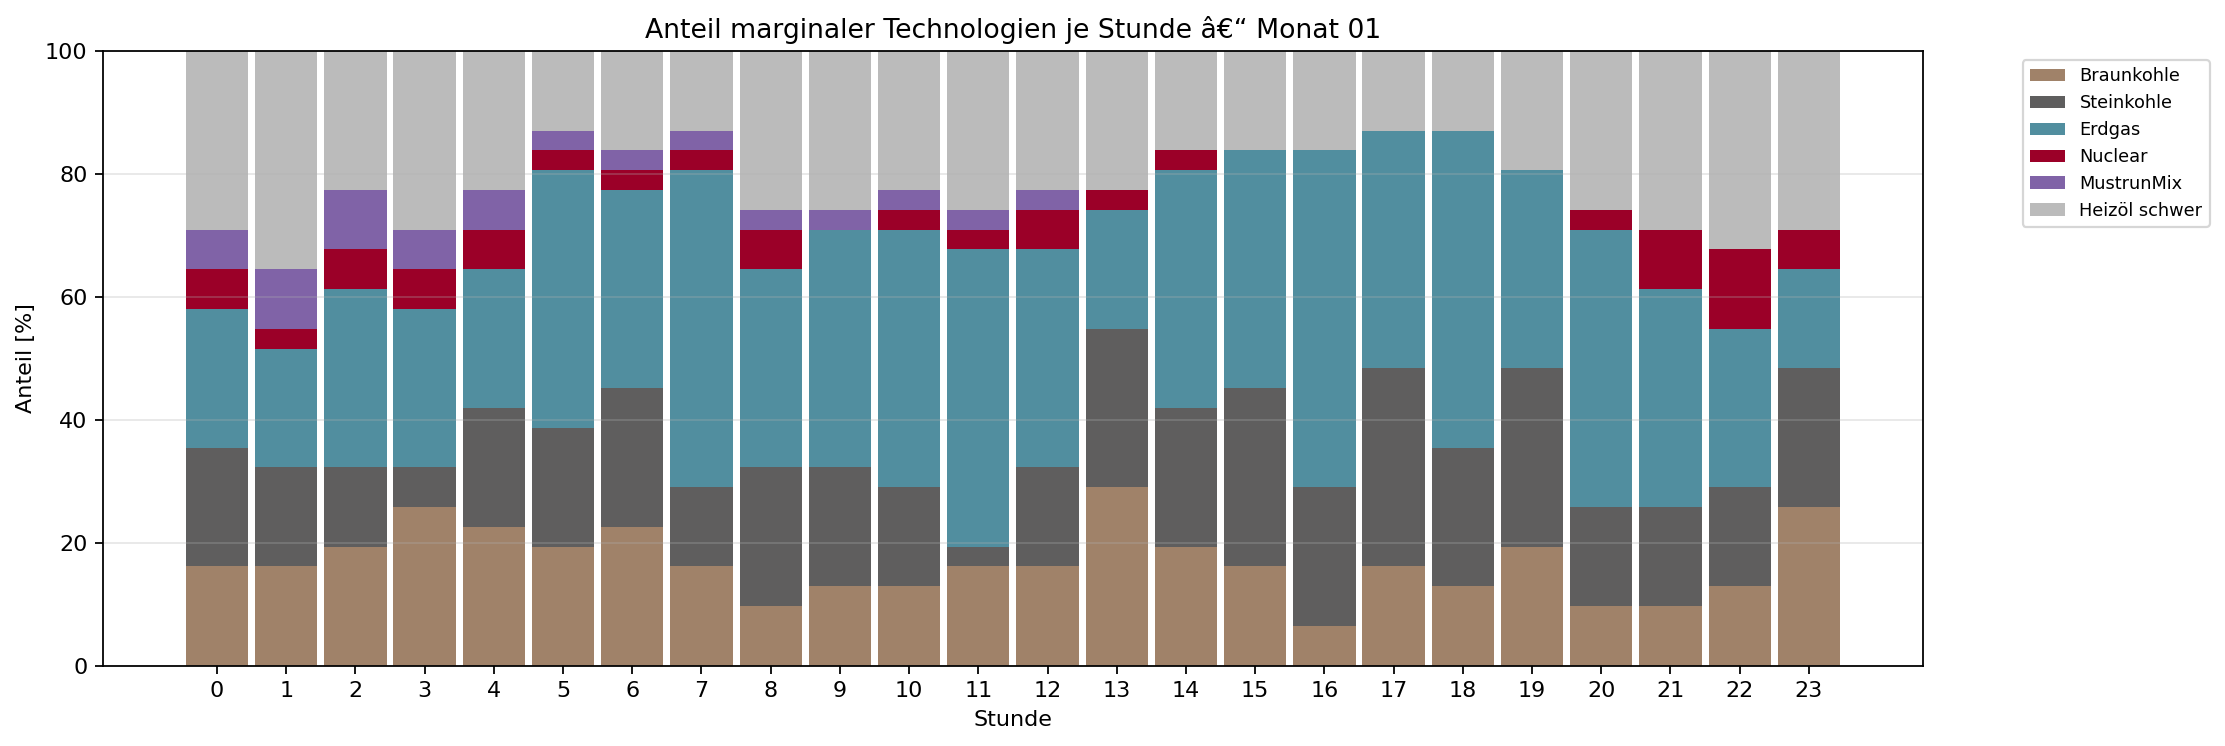 Anteil marginaler Technologien je Stunde â€“ Monat 01
100
80
60
40
20
0
Anteil [%]
0 1 2 3 4 5 6 7 8 9 10 11 12 13 14 15 16 17 18 19 20 21 22 23
Stunde
Braunkohle
Steinkohle
Erdgas
Nuclear
MustrunMix
Heizöl schwer